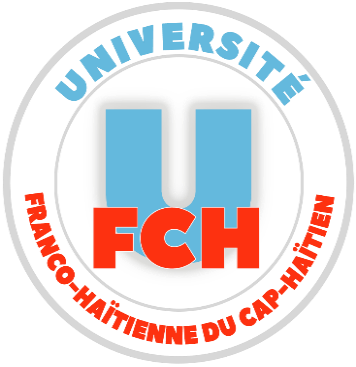 UNIVERSITÉ
U
FCH
FRANCO-HAÏTIENNE DU CAP-HAÏTIEN